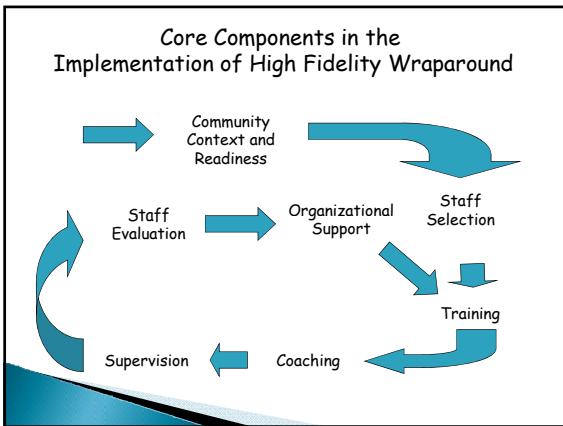 Core Components in the
Implementation of High Fidelity Wraparound
Community
Context and
Readiness
Staff
Selection
Staff
Evaluation
Organizational
Support
Training
Supervision
Coaching